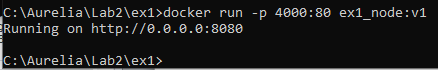 C:\Aurelia\Lab2\ex1>docker run -p 4000:80 ex1_node:v1
Running on http://0.0.0.0:8080
C:\Aurelia\Lab2\ex1>